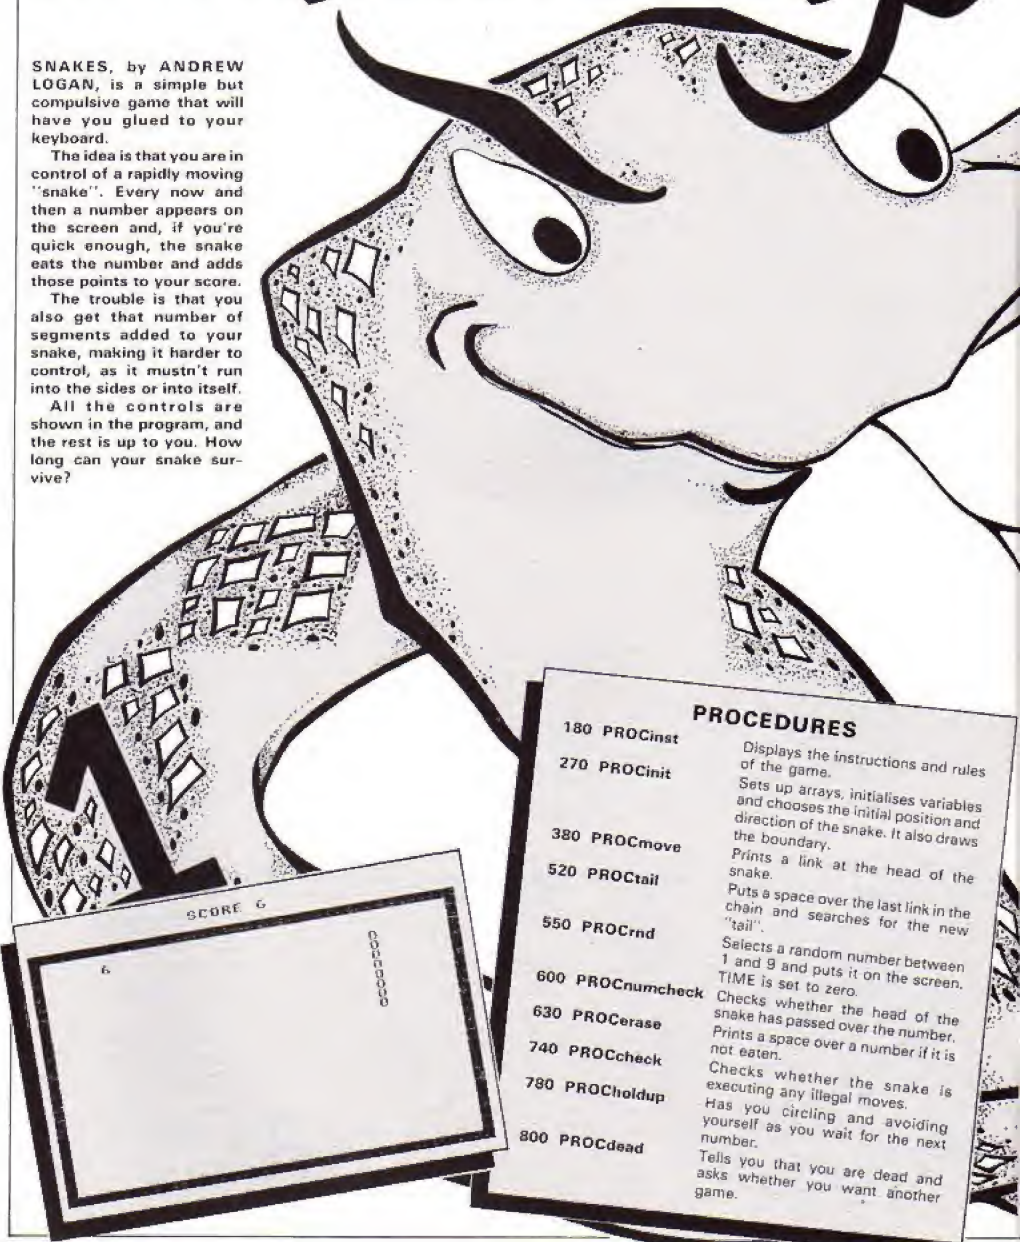 SNAKES, by ANDREW
LOGAN, is a simple but
compulsive game that will
have you glued to your
keyboard.
The idea is that you are in
control of a rapidly moving
"snake". Every now and
then a number appears on
the screen and, if you're
quick enough, the snake
eats the number and adds
those points to your score.
The trouble is that you
also get that number of
segments added to your
snake, making it harder to
control, as it mustn't run
into the sides or into itself.
All the controls are
shown in the program, and
the rest is up to you. How
long can your snake sur-
vive?
1
SCORE 6
6
0
0
0
0
0
0
0
PROCEDURES
180 PROCinst
Displays the instructions and rules
of the game.
270 PROCinit
Sets up arrays, initialises variables
and chooses the initial position and
direction of the snake. It also draws
the boundary.
380 PROCmove
Prints a link at the head of the
snake.
520 PROCtail
Puts a space over the last link in the
chain and searches for the new
"tail".
550 PROCrnd
Selects a random number between
1 and 9 and puts it on the screen.
TIME is set to zero.
600 PROCnumcheck
Checks whether the head of the
snake has passed over the number.
630 PROCerase
Prints a space over a number if it is
not eaten.
740 PROCcheck
Checks whether the snake is
executing any illegal moves.
780 PROCholdup
Has you circling and avoiding
yourself as you wait for the next
number.
800 PROCdead
Tells you that you are dead and
asks whether you want another
game.